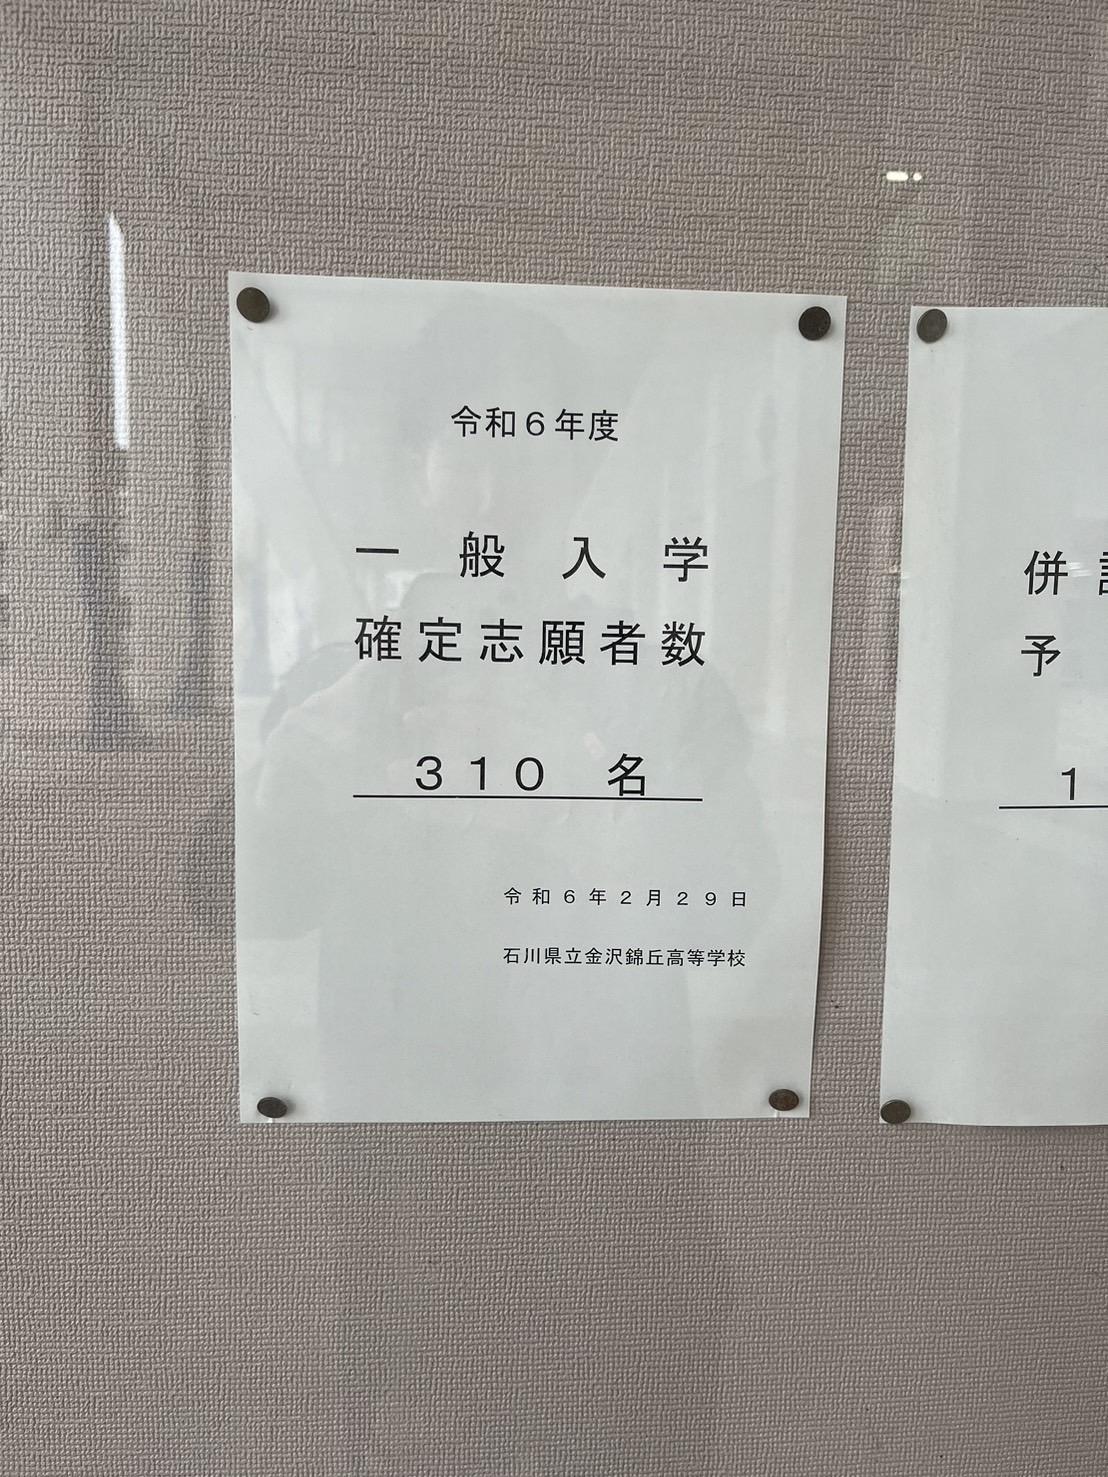 令和６年度
一般入学
確定志願者数
３１０　名
令和６年２月２９日
石川県立金沢錦丘高等学校
併
予
１